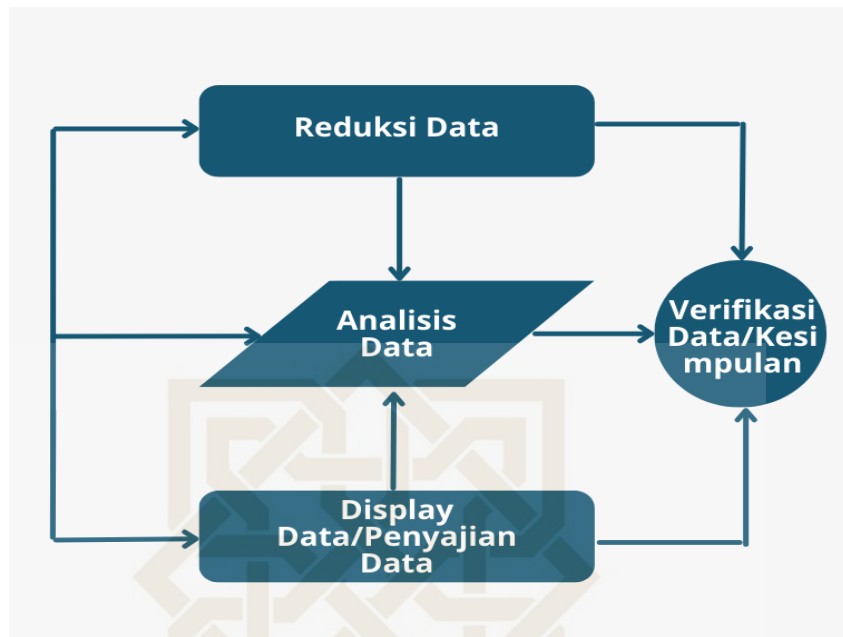 Reduksi Data
Analisis
Data
Verifikasi
Data/Kesi
mpulan
Display
Data/Penyajian
Data